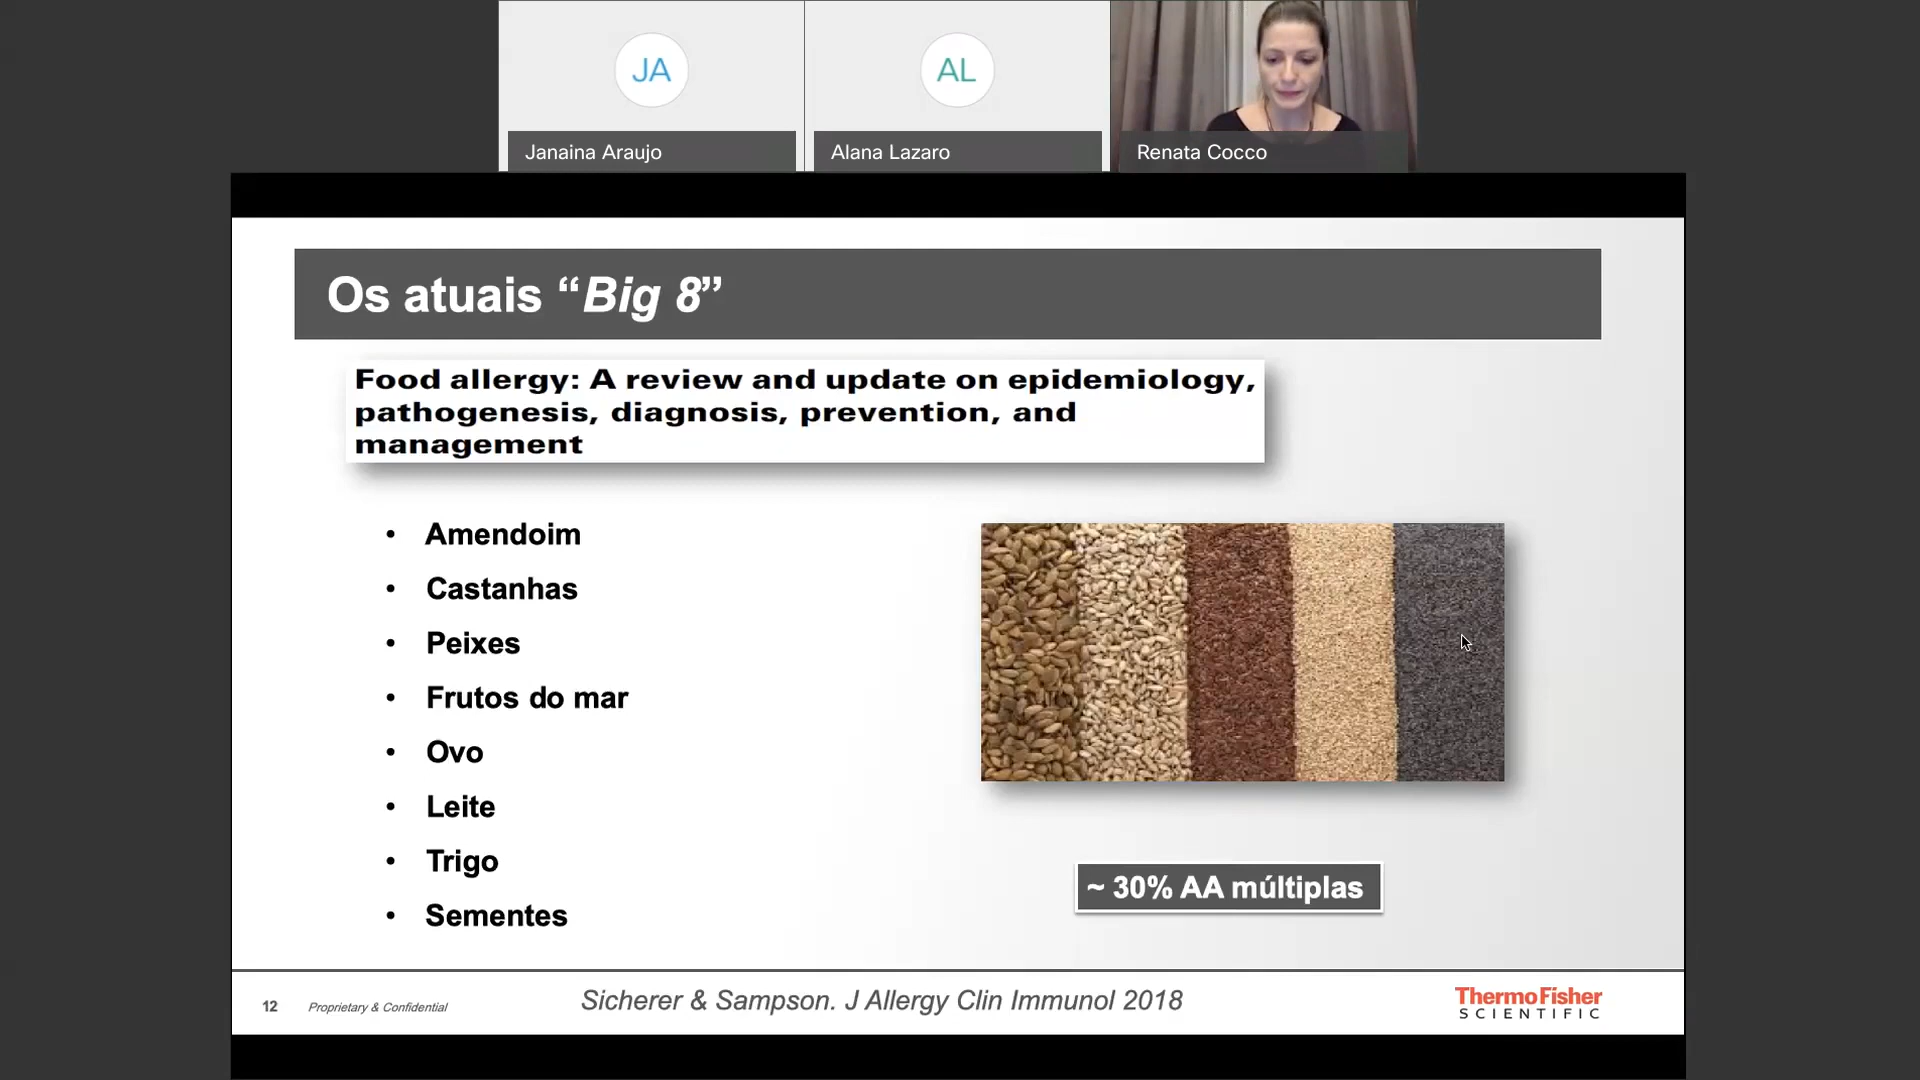 JA
AL
Janaina Araujo
Alana Lazaro
Renata Cocco
Os atuais “Big 8”
Food allergy: A review and update on epidemiology,
pathogenesis, diagnosis, prevention, and
management
• Amendoim
• Castanhas
• Peixes
• Frutos do mar
• Ovo
• Leite
• Trigo
• Sementes
~ 30% AA múltiplas
12
Proprietary & Confidential
Sicherer & Sampson. J Allergy Clin Immunol 2018
ThermoFisher
SCIENTIFIC